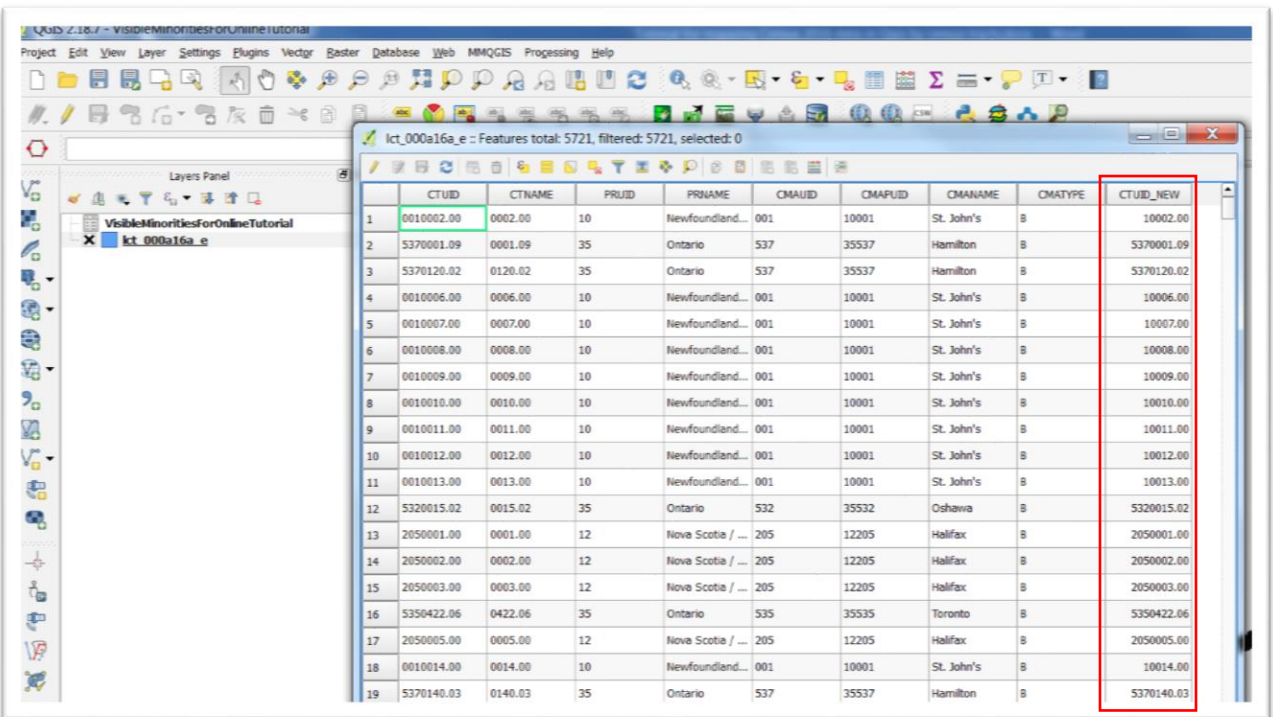 QGIS 2.18.7 - VisibleMinoritiesForOnlineTutorial
Project Edit View Layer Settings Plugins Vector Raster Database Web MMQGIS Processing Help
lct_000a16a_e :: Features total: 5721, filtered: 5721, selected: 0
Layers Panel
VisibleMinoritiesForOnlineTutorial
lct_000a16a_e
CTUID CTNAME PRUID PRNAME CMAUID CMAPUID CMANAME CMATYPE CTUID_NEW
1 0010002.00 0002.00 10 Newfoundland... 001 10001 St. John's B 10002.00
2 5370001.09 0001.09 35 Ontario 537 35537 Hamilton B 5370001.09
3 5370120.02 0120.02 35 Ontario 537 35537 Hamilton B 5370120.02
4 0010006.00 0006.00 10 Newfoundland... 001 10001 St. John's B 10006.00
5 0010007.00 0007.00 10 Newfoundland... 001 10001 St. John's B 10007.00
6 0010008.00 0008.00 10 Newfoundland... 001 10001 St. John's B 10008.00
7 0010009.00 0009.00 10 Newfoundland... 001 10001 St. John's B 10009.00
8 0010010.00 0010.00 10 Newfoundland... 001 10001 St. John's B 10010.00
9 0010011.00 0011.00 10 Newfoundland... 001 10001 St. John's B 10011.00
10 0010012.00 0012.00 10 Newfoundland... 001 10001 St. John's B 10012.00
11 0010013.00 0013.00 10 Newfoundland... 001 10001 St. John's B 10013.00
12 5320015.02 0015.02 35 Ontario 532 35532 Oshawa B 5320015.02
13 2050001.00 0001.00 12 Nova Scotia / ... 205 12205 Halifax B 2050001.00
14 2050002.00 0002.00 12 Nova Scotia / ... 205 12205 Halifax B 2050002.00
15 2050003.00 0003.00 12 Nova Scotia / ... 205 12205 Halifax B 2050003.00
16 5350422.06 0422.06 35 Ontario 535 35535 Toronto B 5350422.06
17 2050005.00 0005.00 12 Nova Scotia / ... 205 12205 Halifax B 2050005.00
18 0010014.00 0014.00 10 Newfoundland... 001 10001 St. John's B 10014.00
19 5370140.03 0140.03 35 Ontario 537 35537 Hamilton B 5370140.03